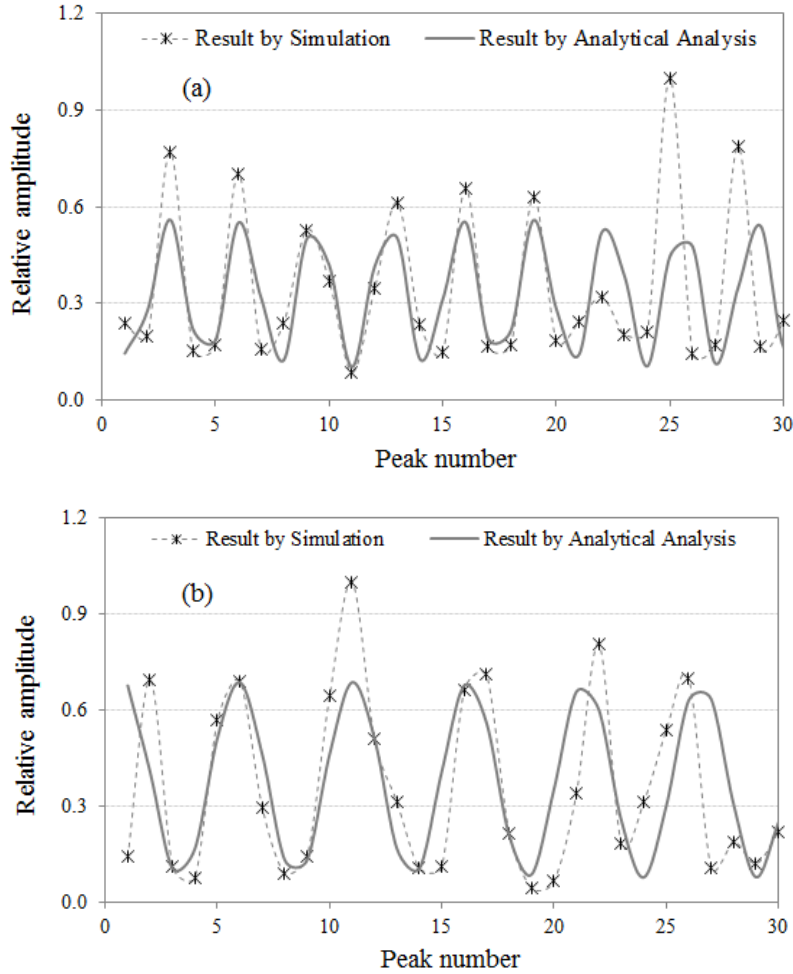 1.2
Result by Simulation Result by Analytical Analysis
(a)
0.9
Relative amplitude
0.6
0.3
0.0
0 5 10 15 20 25 30
Peak number
1.2
Result by Simulation Result by Analytical Analysis
(b)
0.9
Relative amplitude
0.6
0.3
0.0
0 5 10 15 20 25 30
Peak number